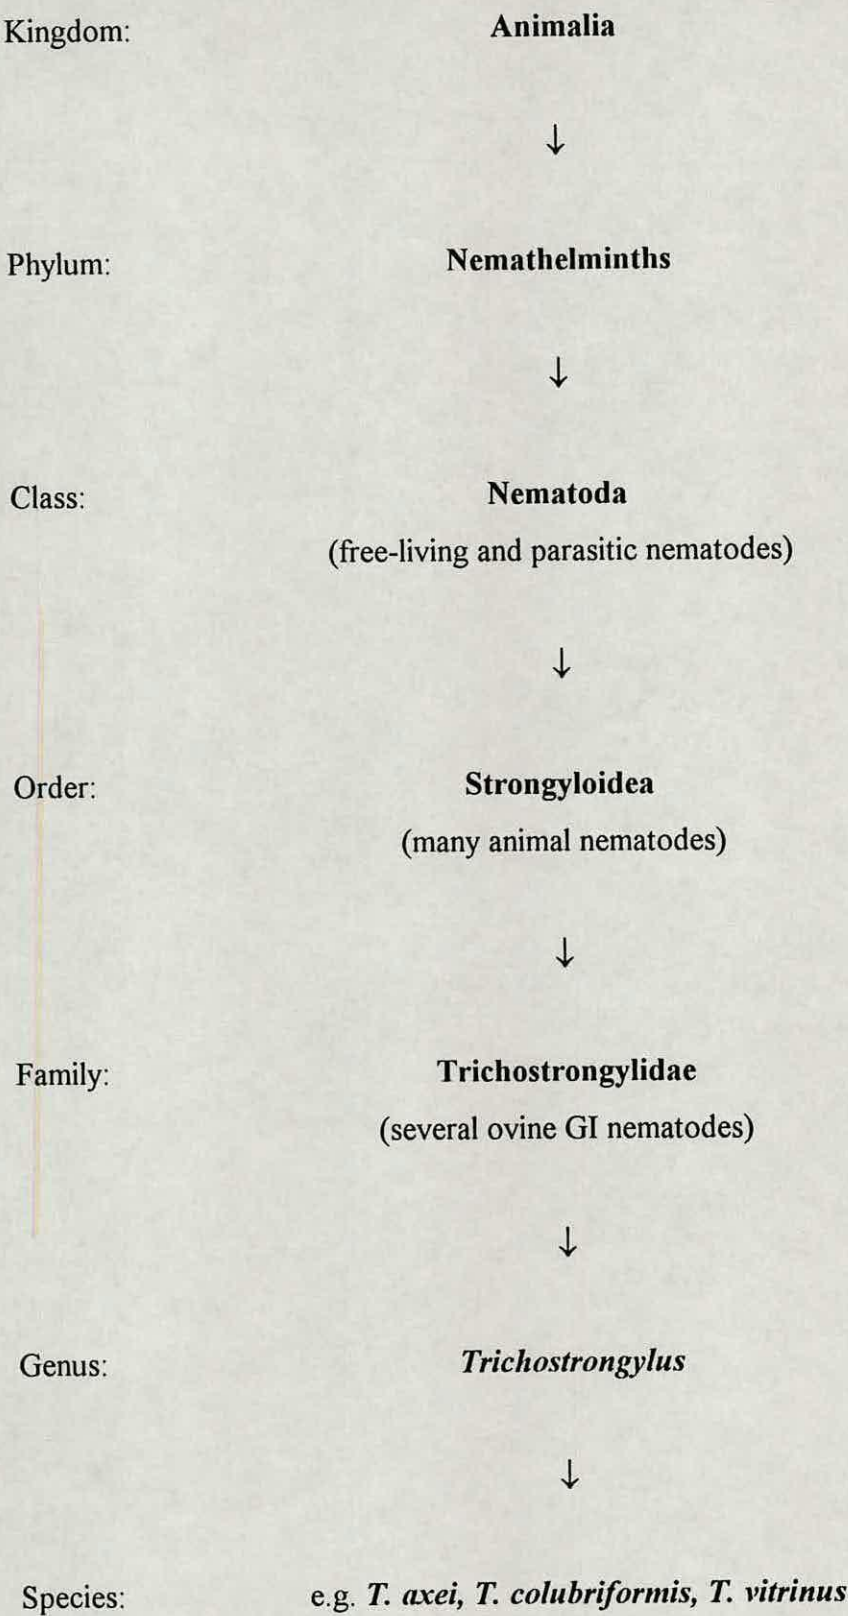 Kingdom: Animalia
↓
Phylum: Nemathelminths
↓
Class: Nematoda
(free-living and parasitic nematodes)
↓
Order: Strongyloidea
(many animal nematodes)
↓
Family: Trichostrongylidae
(several ovine GI nematodes)
↓
Genus: Trichostrongylus
↓
Species: e.g. T. axei, T. colubriformis, T. vitrinus